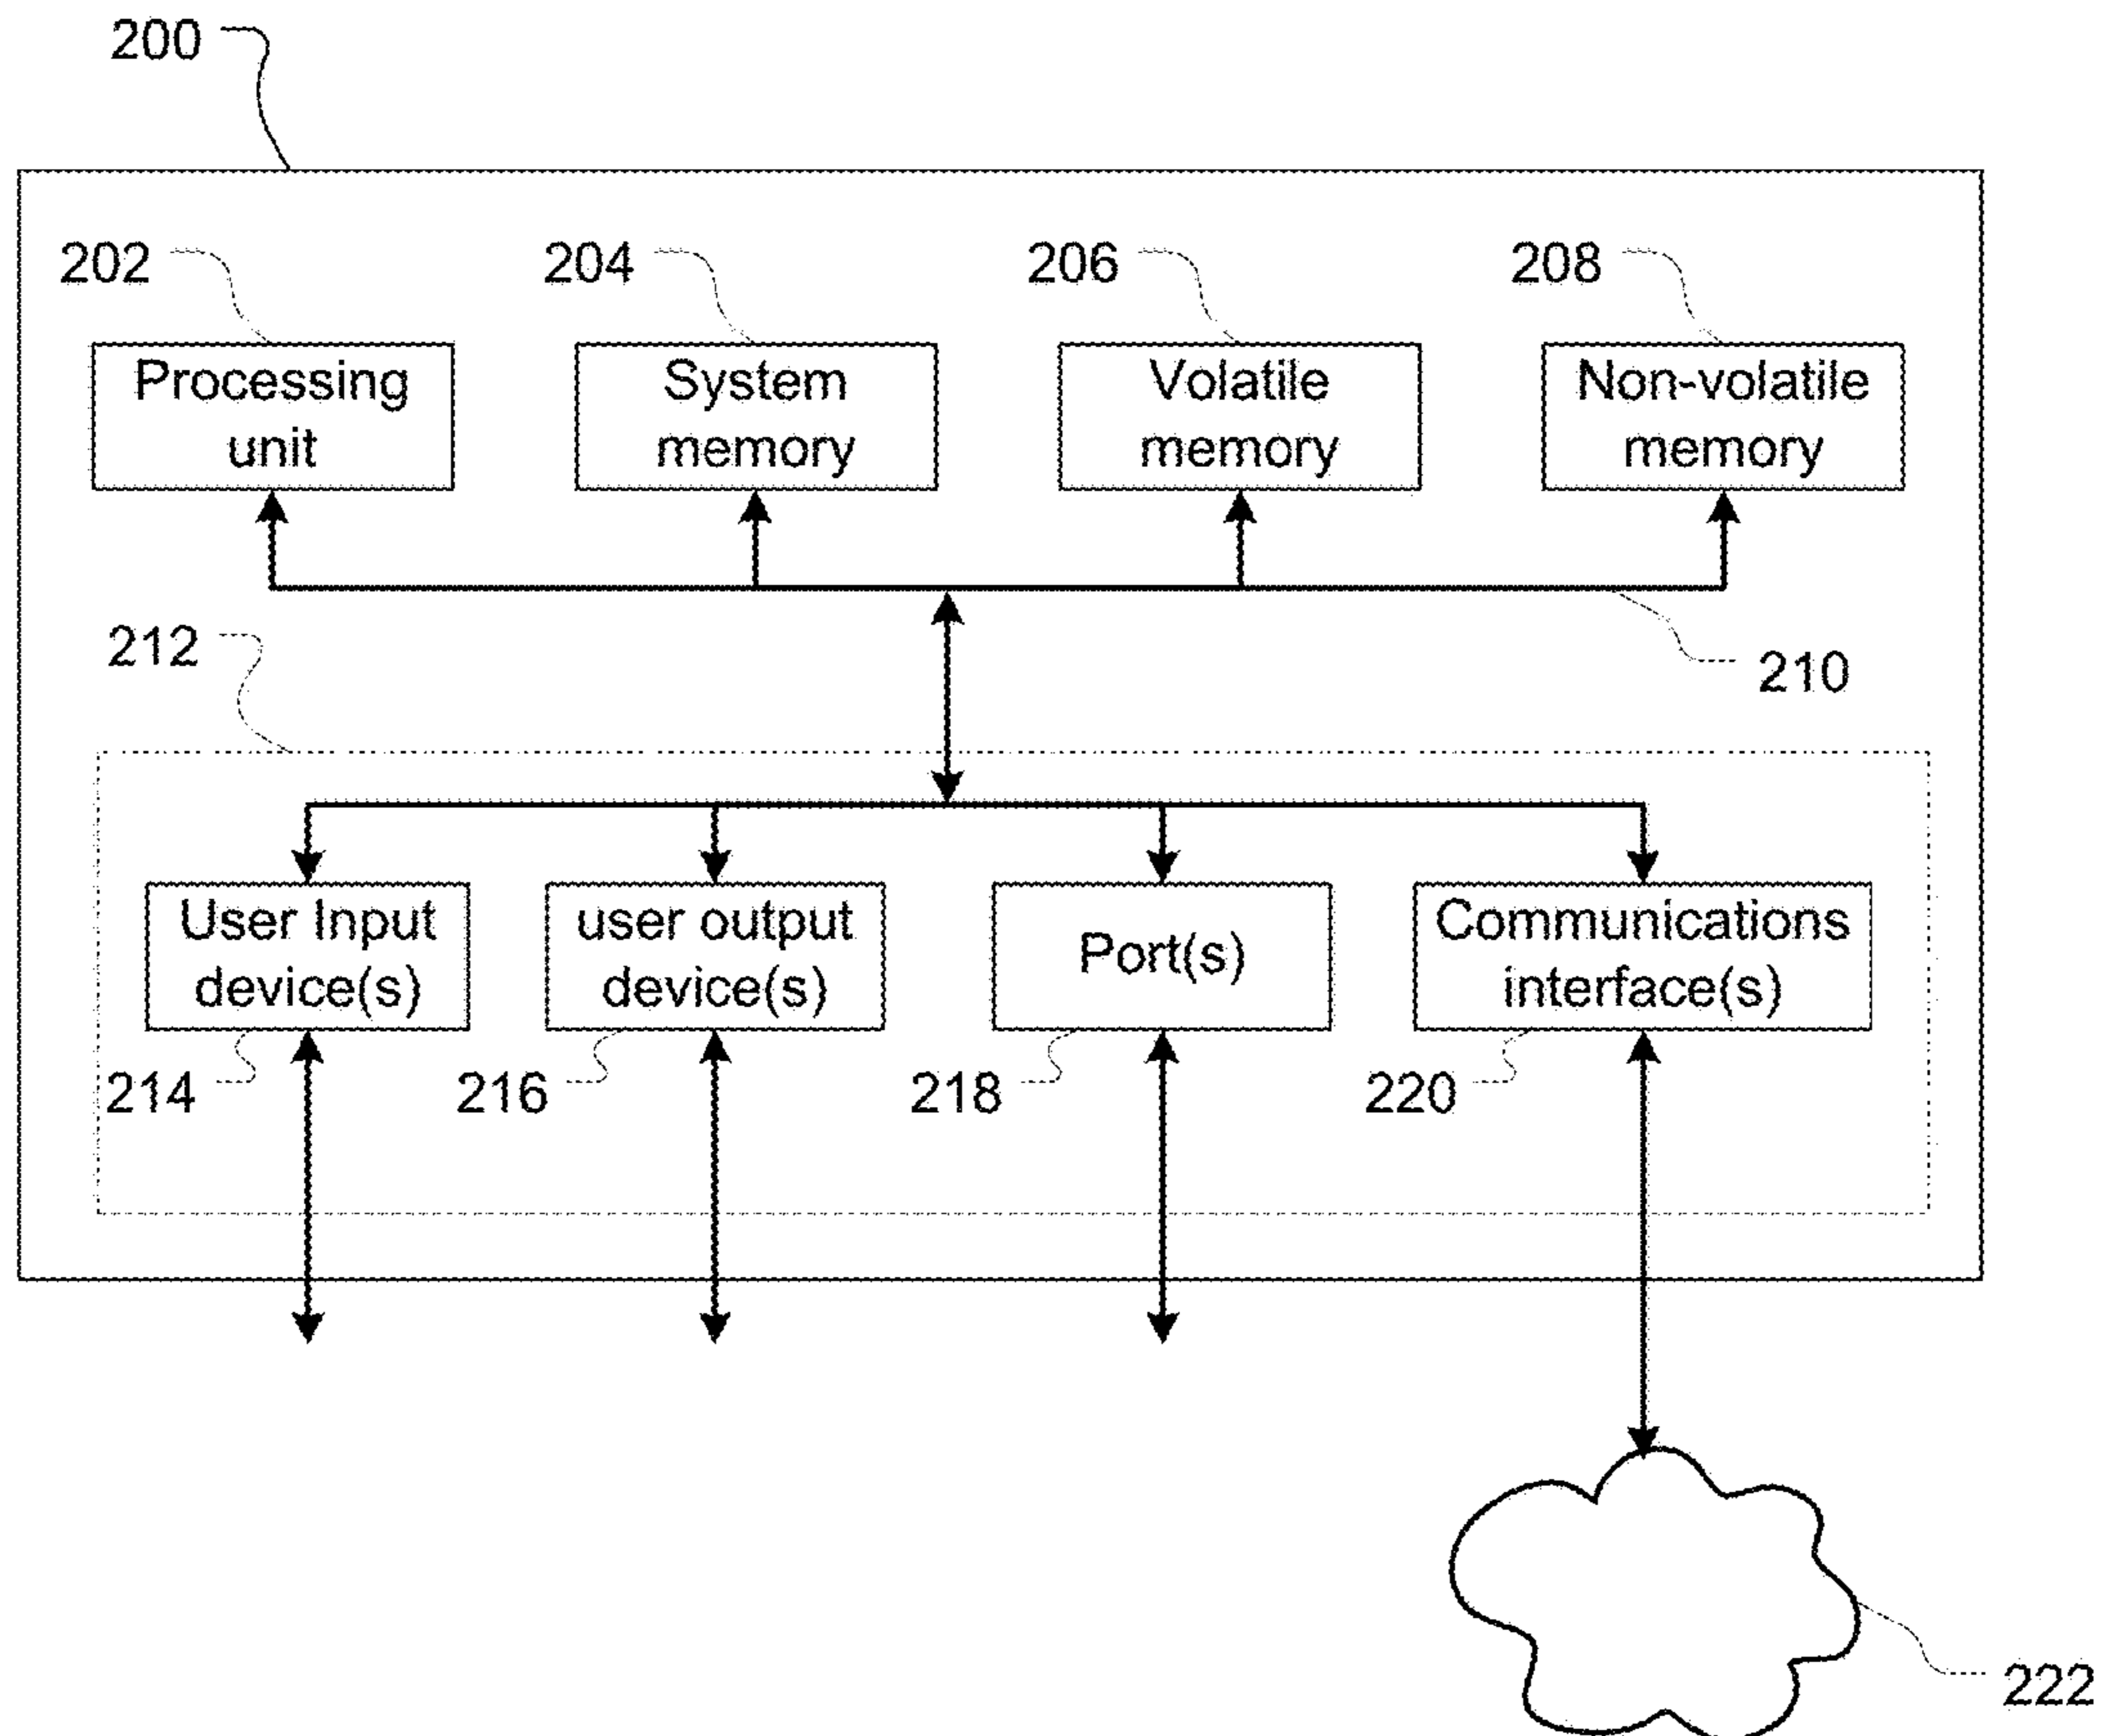 200
202
204
206
208
Processing
unit
System
memory
Volatile
memory
Non-volatile
memory
212
210
User Input
device(s)
user output
device(s)
Port(s)
Communications
interface(s)
214
216
218
220
222